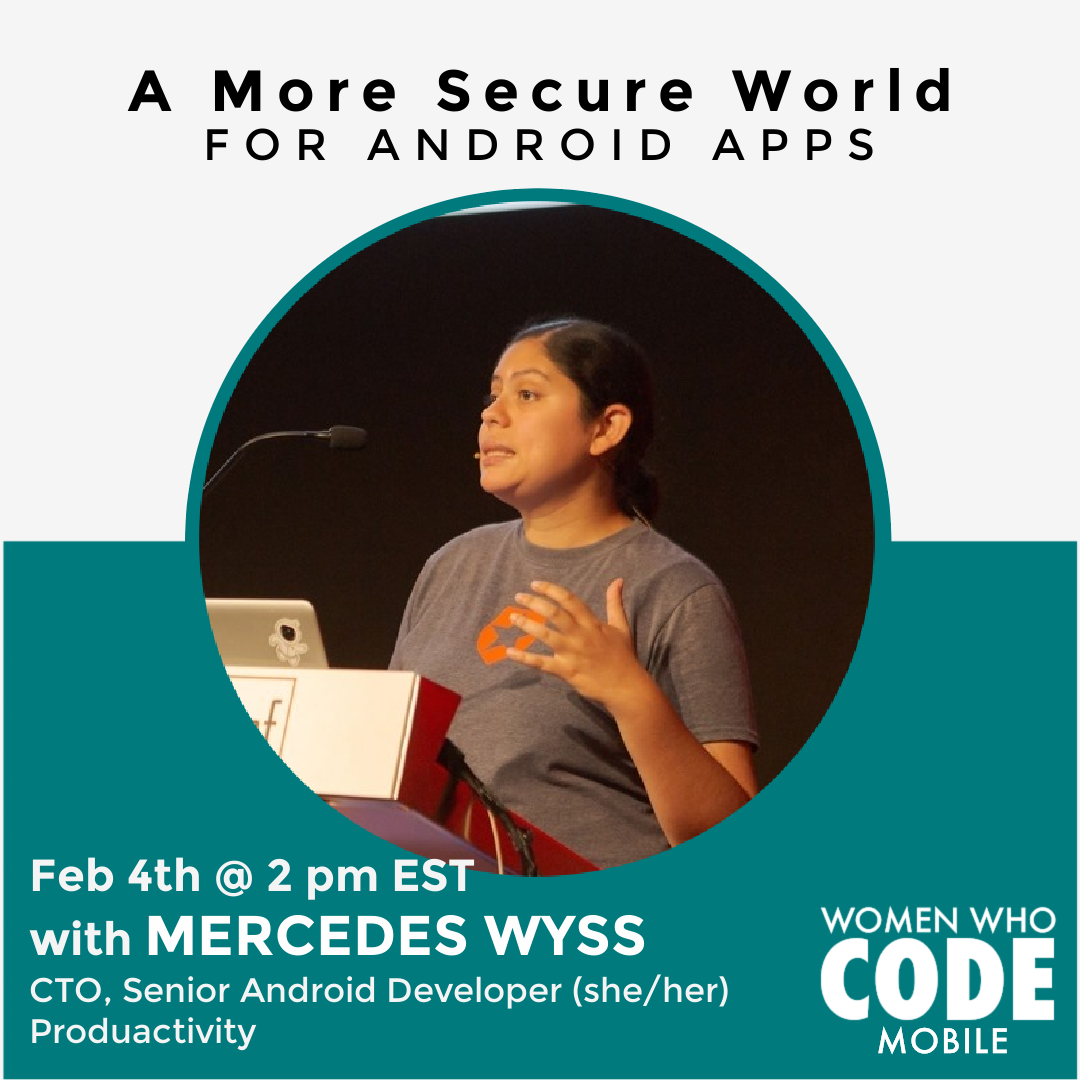 A More Secure World
FOR ANDROID APPS
Feb 4th @ 2 pm EST
with MERCEDES WYSS
CTO, Senior Android Developer (she/her)
Produactivity
WOMEN WHO
CODE
MOBILE